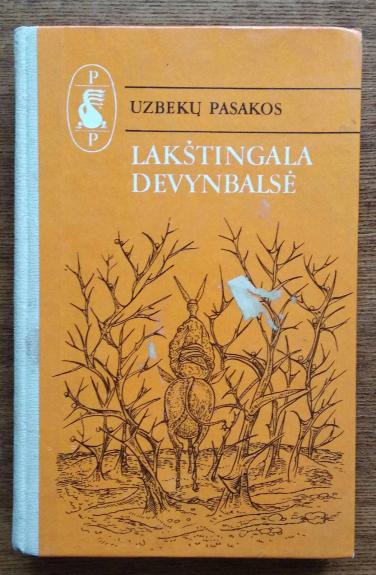 P
P
UZBEKŲ PASAKOS
LAKŠTINGALA
DEVYNBALSĖ